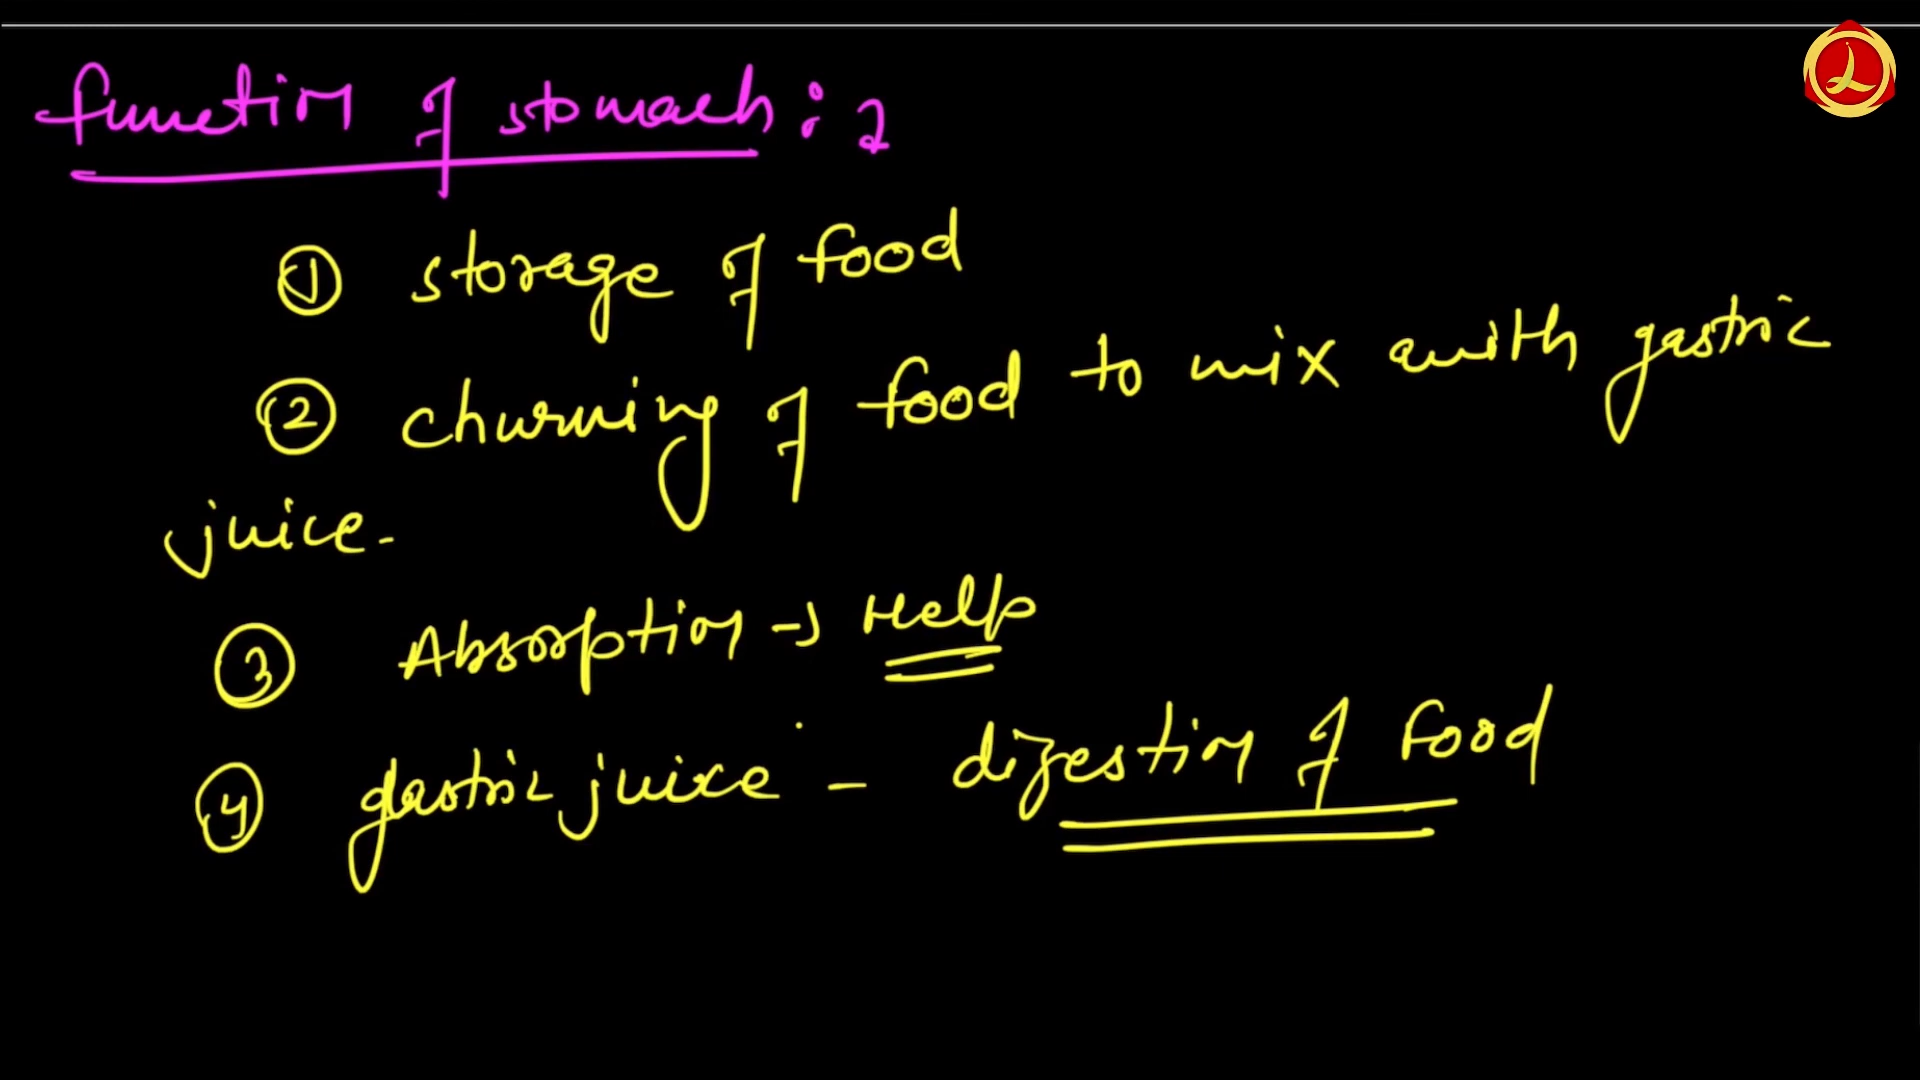 function of stomach :-
① storage of food
② churning of food to mix with gastric
juice.
③ Absorption → Help
④ gastric juice - digestion of food